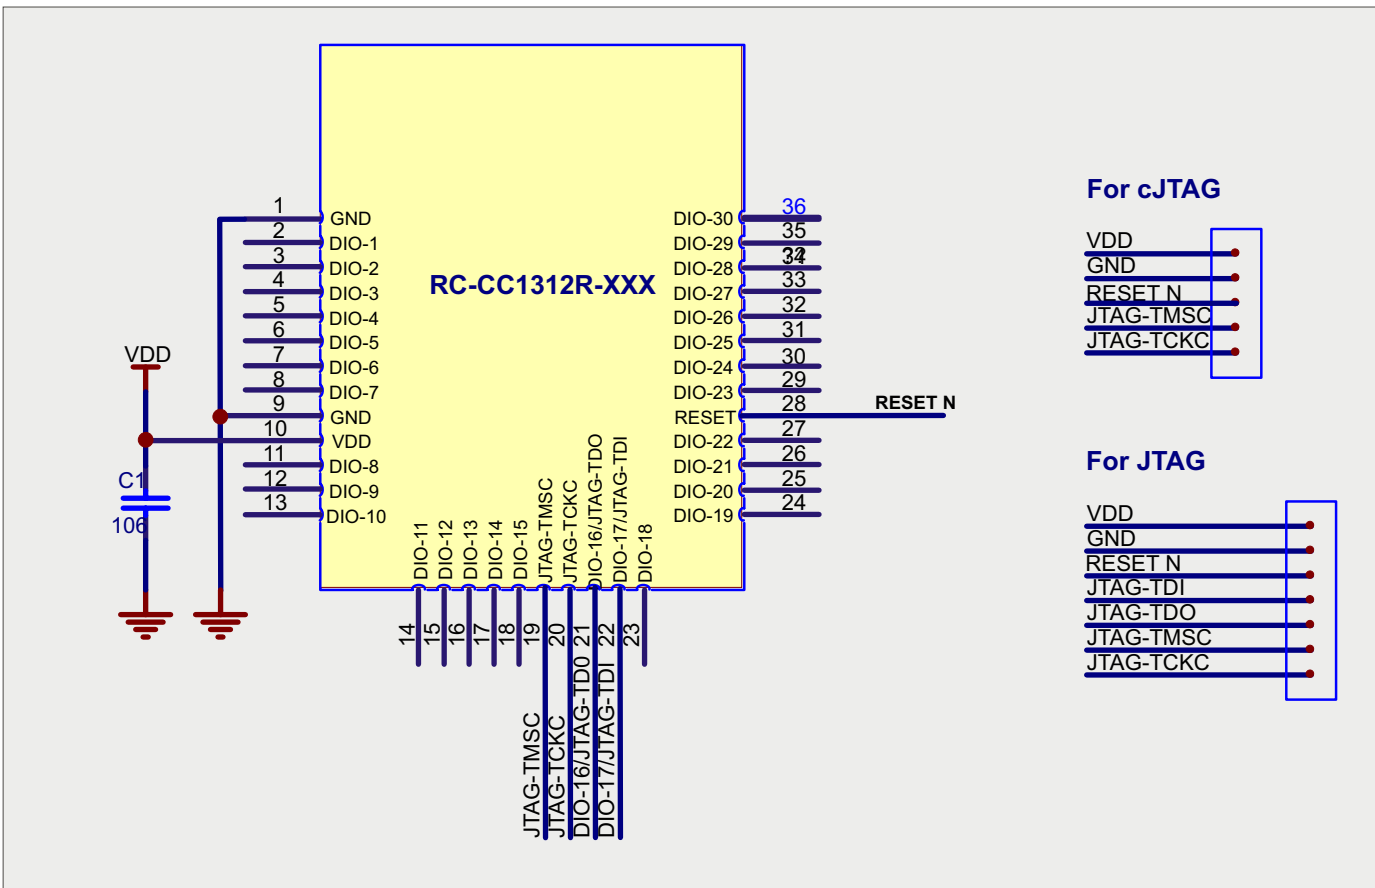 RC-CC1312R-XXX
1
GND
2
DIO-1
3
DIO-2
4
DIO-3
5
DIO-4
6
DIO-5
7
DIO-6
8
DIO-7
9
GND
10
VDD
11
DIO-8
12
DIO-9
13
DIO-10
VDD
C1
106
DIO-11
DIO-12
DIO-13
DIO-14
DIO-15
JTAG-TMSC
JTAG-TCKC
DIO-16/JTAG-TDO
DIO-17/JTAG-TDI
DIO-18
14
15
16
17
18
19
20
21
22
23
JTAG-TMSC
JTAG-TCKC
DIO-16/JTAG-TD0
DIO-17/JTAG-TDI
DIO-30
36
DIO-29
35
DIO-28
34
DIO-27
33
DIO-26
32
DIO-25
31
DIO-24
30
DIO-23
29
RESET
28
RESET N
DIO-22
27
DIO-21
26
DIO-20
25
DIO-19
24
For cJTAG
VDD
GND
RESET N
JTAG-TMSC
JTAG-TCKC
For JTAG
VDD
GND
RESET N
JTAG-TDI
JTAG-TDO
JTAG-TMSC
JTAG-TCKC